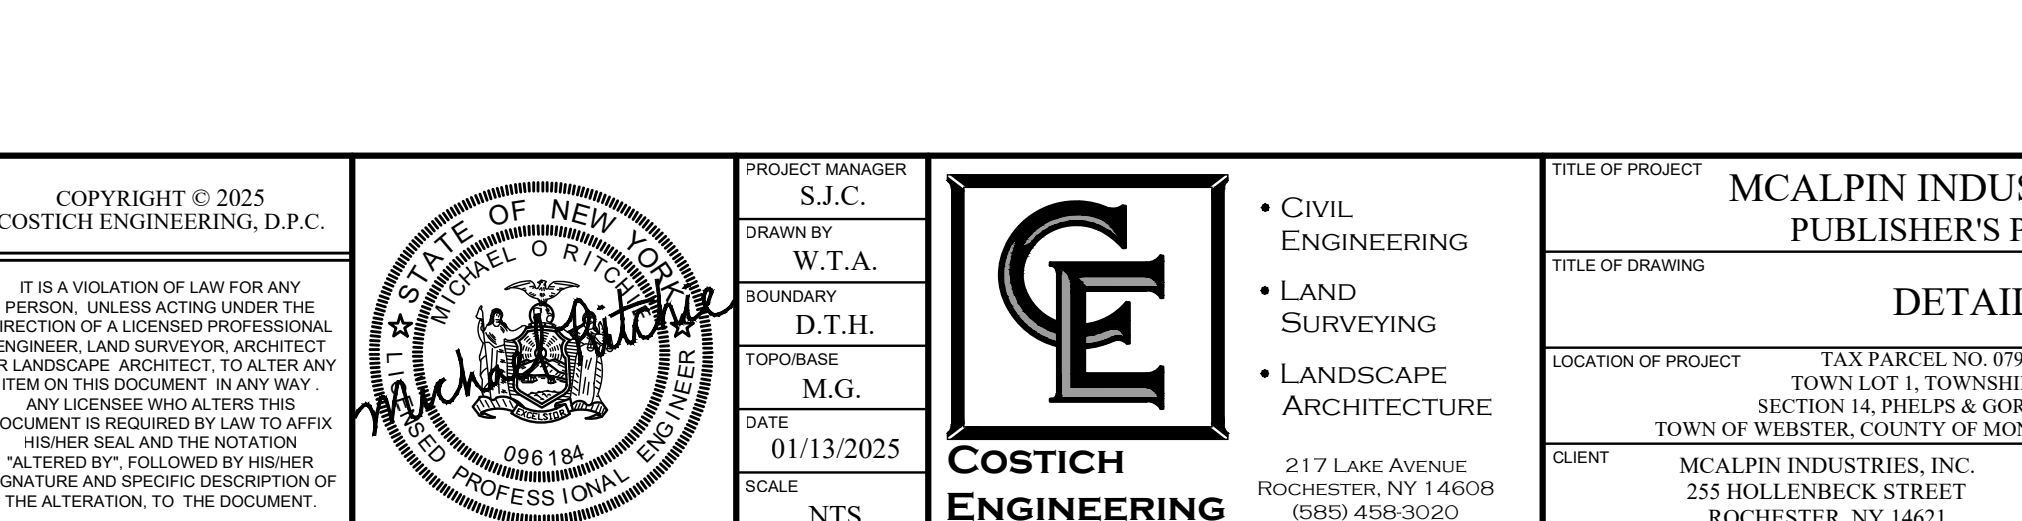 COPYRIGHT © 2025
COSTICH ENGINEERING, D.P.C.
IT IS A VIOLATION OF LAW FOR ANY
PERSON, UNLESS ACTING UNDER THE
DIRECTION OF A LICENSED PROFESSIONAL
ENGINEER, LAND SURVEYOR, ARCHITECT
OR LANDSCAPE ARCHITECT, TO ALTER ANY
ITEM ON THIS DOCUMENT IN ANY WAY .
ANY LICENSEE WHO ALTERS THIS
DOCUMENT IS REQUIRED BY LAW TO AFFIX
HIS/HER SEAL AND THE NOTATION
"ALTERED BY", FOLLOWED BY HIS/HER
SIGNATURE AND SPECIFIC DESCRIPTION OF
THE ALTERATION, TO THE DOCUMENT.
STATE OF NEW YORK
MICHAEL O RITCHIE
Michael Ritchie
EXCELSIOR
096184
LICENSED PROFESSIONAL ENGINEER
PROJECT MANAGER
S.J.C.
DRAWN BY
W.T.A.
BOUNDARY
D.T.H.
TOPO/BASE
M.G.
DATE
01/13/2025
SCALE
NTS
CE
COSTICH
ENGINEERING
• CIVIL
ENGINEERING
• LAND
SURVEYING
• LANDSCAPE
ARCHITECTURE
217 LAKE AVENUE
ROCHESTER, NY 14608
(585) 458-3020
TITLE OF PROJECT
MCALPIN INDUS
PUBLISHER'S P
TITLE OF DRAWING
DETAIL
LOCATION OF PROJECT
TAX PARCEL NO. 079
TOWN LOT 1, TOWNSHI
SECTION 14, PHELPS & GOR
TOWN OF WEBSTER, COUNTY OF MON
CLIENT
MCALPIN INDUSTRIES, INC.
255 HOLLENBECK STREET
ROCHESTER, NY 14621